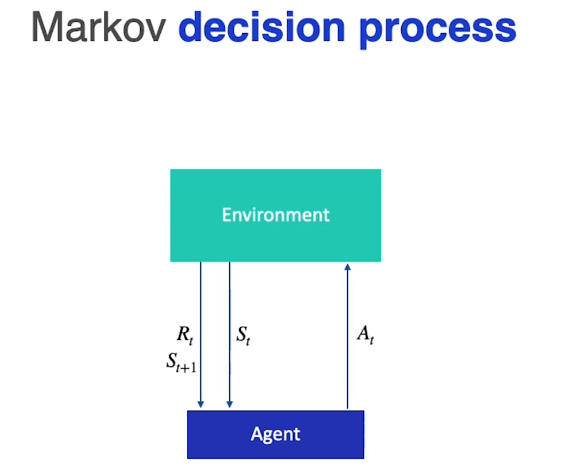 Markov decision process
Environment
R_t
S_t
A_t
S_{t+1}
Agent